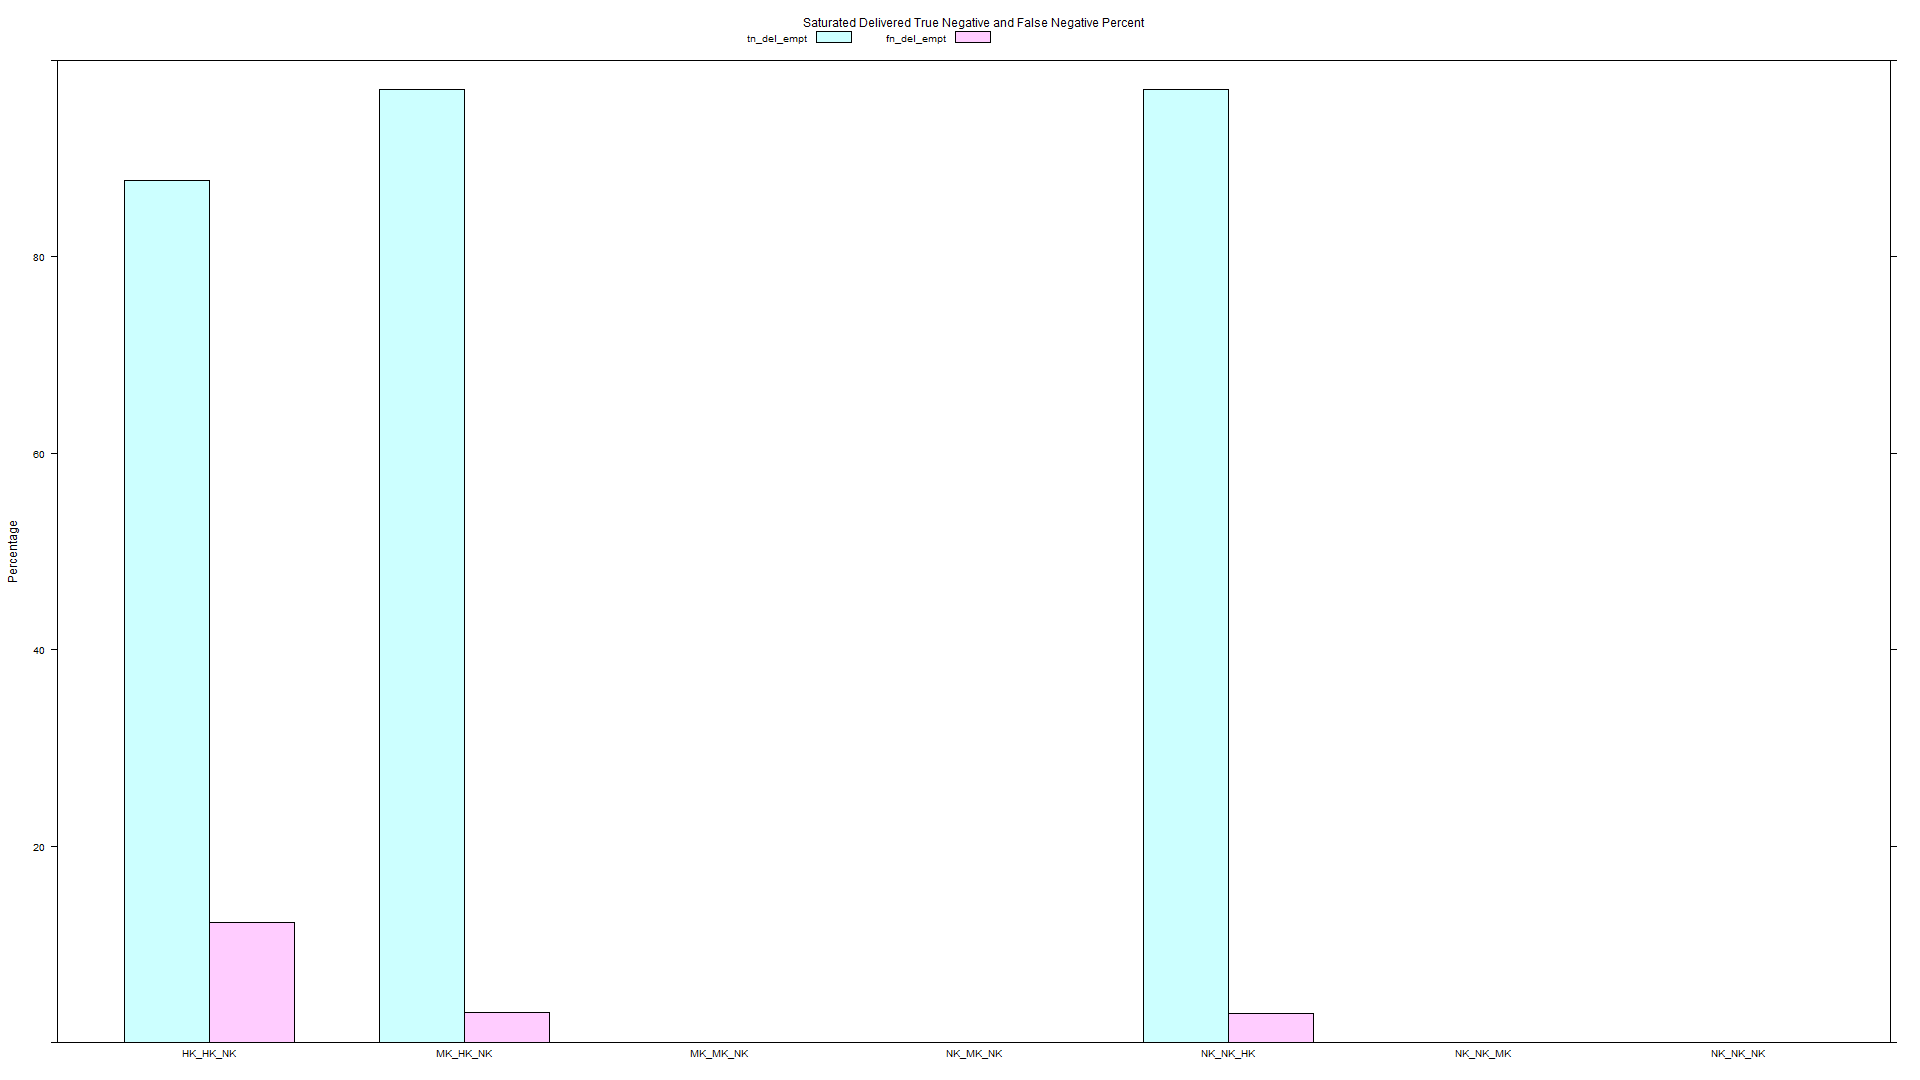 Saturated Delivered True Negative and False Negative Percent
tn_del_empt fn_del_empt
80
60
40
20
Percentage
HK_HK_NK MK_HK_NK MK_MK_NK NK_MK_NK NK_NK_HK NK_NK_MK NK_NK_NK